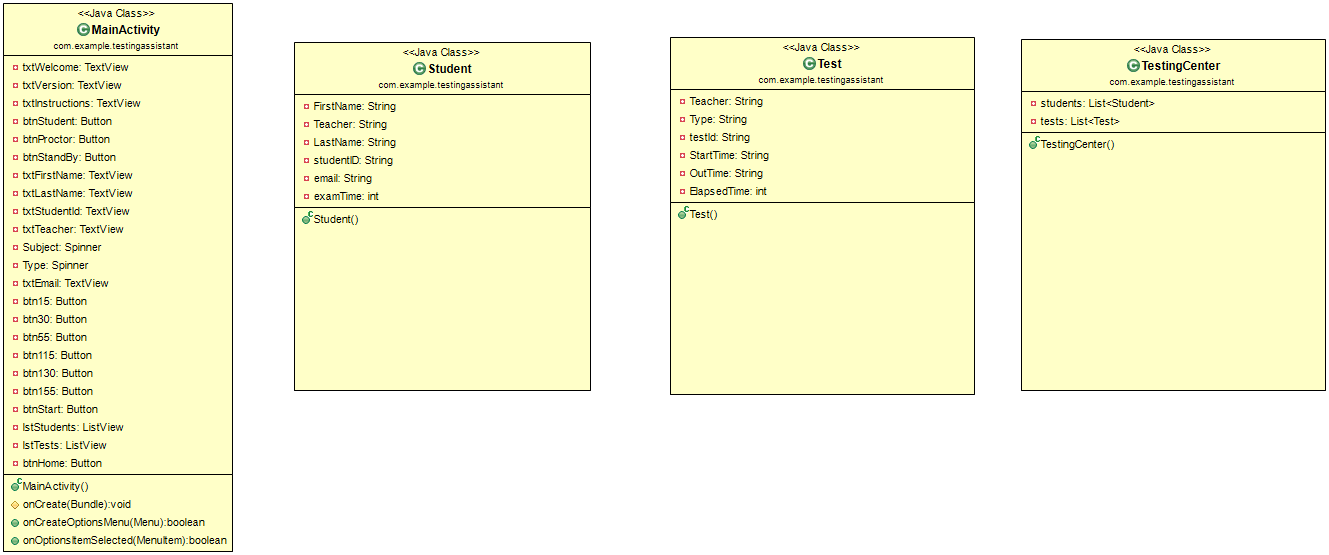 <<Java Class>>
MainActivity
com.example.testingassistant
txtWelcome: TextView
txtVersion: TextView
txtInstructions: TextView
btnStudent: Button
btnProctor: Button
btnStandBy: Button
txtFirstName: TextView
txtLastName: TextView
txtStudentId: TextView
txtTeacher: TextView
Subject: Spinner
Type: Spinner
txtEmail: TextView
btn15: Button
btn30: Button
btn55: Button
btn115: Button
btn130: Button
btn155: Button
btnStart: Button
lstStudents: ListView
lstTests: ListView
btnHome: Button
MainActivity()
onCreate(Bundle):void
onCreateOptionsMenu(Menu):boolean
onOptionsItemSelected(MenuItem):boolean
<<Java Class>>
Student
com.example.testingassistant
FirstName: String
Teacher: String
LastName: String
studentID: String
email: String
examTime: int
Student()
<<Java Class>>
Test
com.example.testingassistant
Teacher: String
Type: String
testId: String
StartTime: String
OutTime: String
ElapsedTime: int
Test()
<<Java Class>>
TestingCenter
com.example.testingassistant
students: List<Student>
tests: List<Test>
TestingCenter()